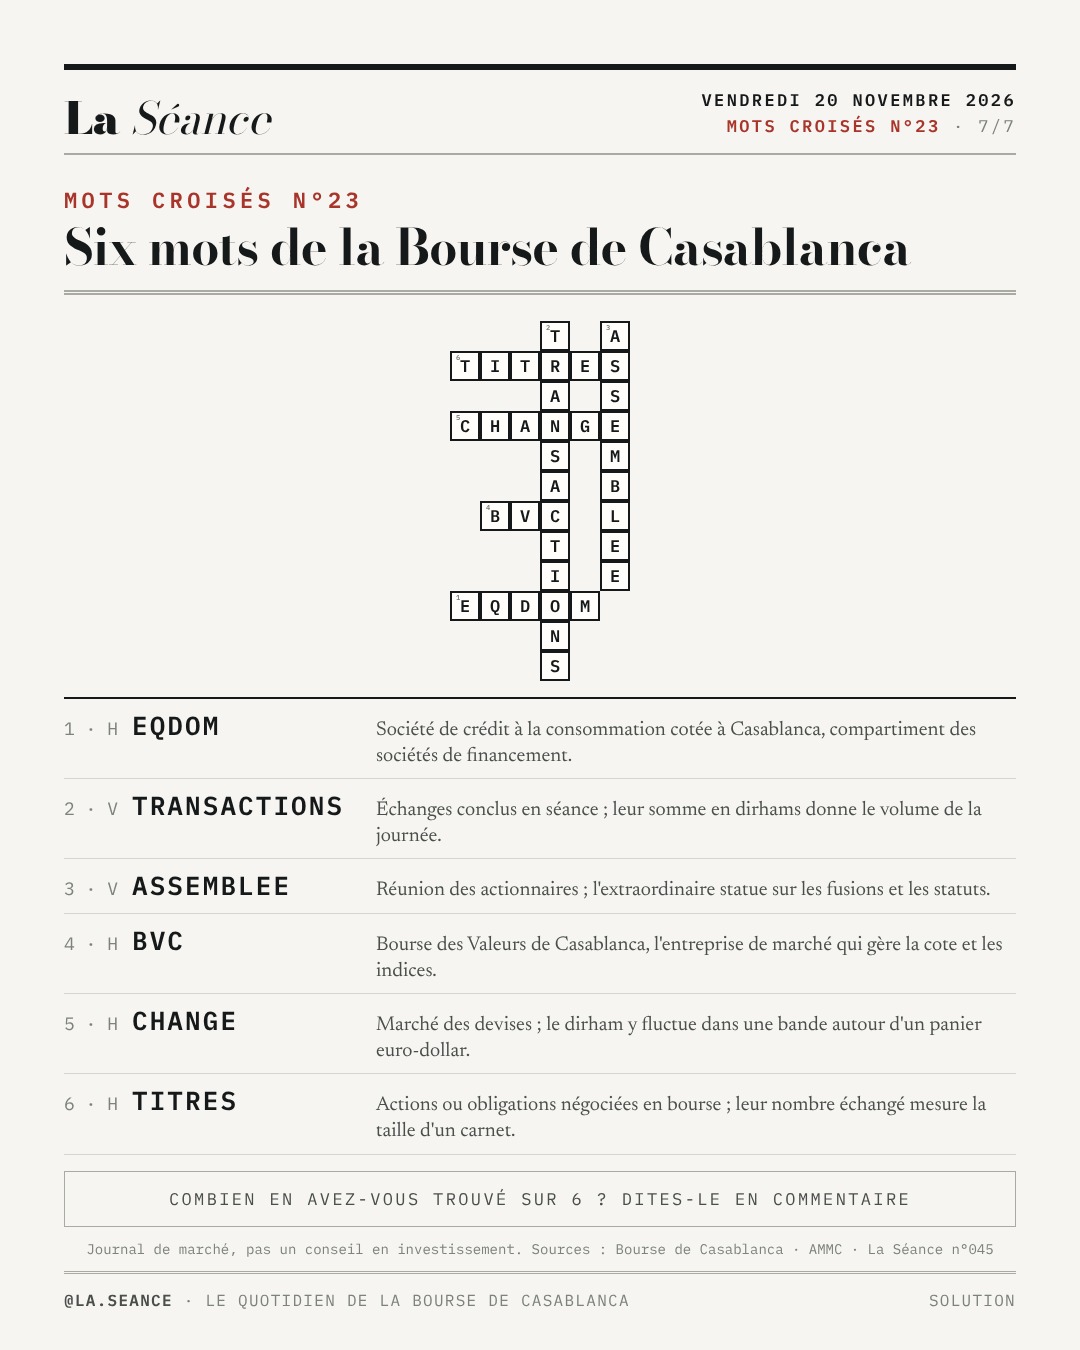 La Séance
VENDREDI 20 NOVEMBRE 2026
MOTS CROISÉS N°23 · 7/7
MOTS CROISÉS N°23
Six mots de la Bourse de Casablanca
2T 3A
6T I T R E S
A S
5C H A N G E
S M
A B
4B V C L
T E
I E
1E Q D O M
N
S
1 · H EQDOM Société de crédit à la consommation cotée à Casablanca, compartiment des
sociétés de financement.
2 · V TRANSACTIONS Échanges conclus en séance ; leur somme en dirhams donne le volume de la
journée.
3 · V ASSEMBLEE Réunion des actionnaires ; l'extraordinaire statue sur les fusions et les statuts.
4 · H BVC Bourse des Valeurs de Casablanca, l'entreprise de marché qui gère la cote et les
indices.
5 · H CHANGE Marché des devises ; le dirham y fluctue dans une bande autour d'un panier
euro-dollar.
6 · H TITRES Actions ou obligations négociées en bourse ; leur nombre échangé mesure la
taille d'un carnet.
COMBIEN EN AVEZ-VOUS TROUVÉ SUR 6 ? DITES-LE EN COMMENTAIRE
Journal de marché, pas un conseil en investissement. Sources : Bourse de Casablanca · AMMC · La Séance n°045
@LA.SEANCE · LE QUOTIDIEN DE LA BOURSE DE CASABLANCA SOLUTION